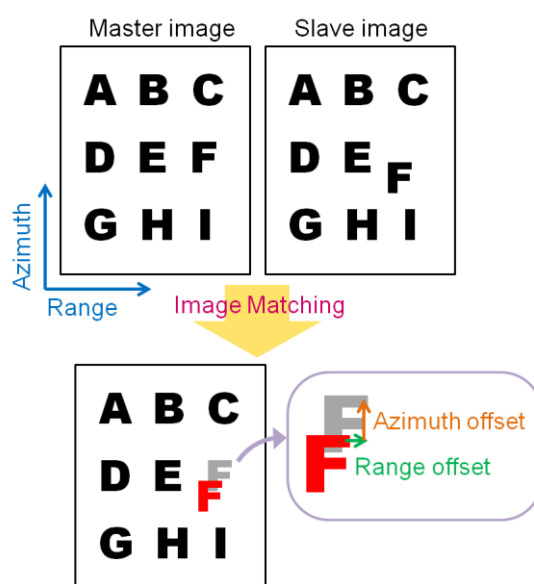 Master image
Slave image
A B C
D E F
G H I
A B C
D E F
G H I
Azimuth
Range
Image Matching
A B C
D E F F
G H I
F F
Azimuth offset
Range offset